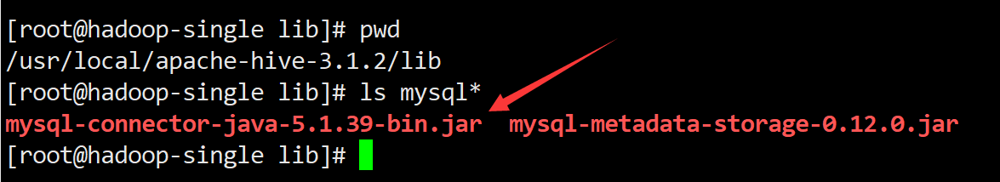 [root@hadoop-single lib]# pwd
/usr/local/apache-hive-3.1.2/lib
[root@hadoop-single lib]# ls mysql*
mysql-connector-java-5.1.39-bin.jar  mysql-metadata-storage-0.12.0.jar
[root@hadoop-single lib]#